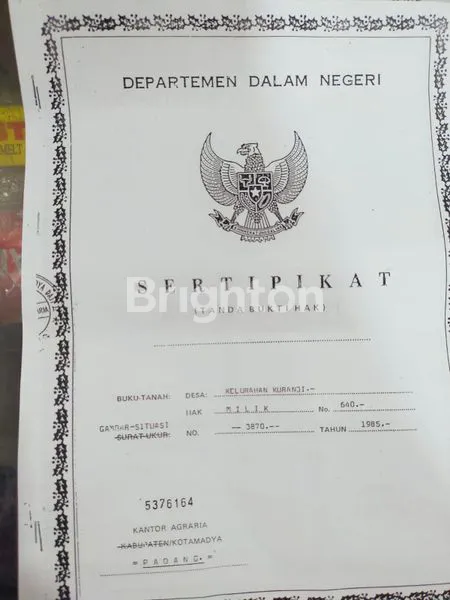 DEPARTEMEN DALAM NEGERI
SERTIPIKAT
(TANDA BUKTI HAK)
Brighton
BUKU-TANAH: DESA: KELURAHAN KURANJI.-
HAK MILIK No. 640.-
GAMBAR-SITUASI
SURAT-UKUR: NO. -- 3870.-- TAHUN 1985.-
5376164
KANTOR AGRARIA
KABUPATEN/KOTAMADYA
= PADANG. =
MELT